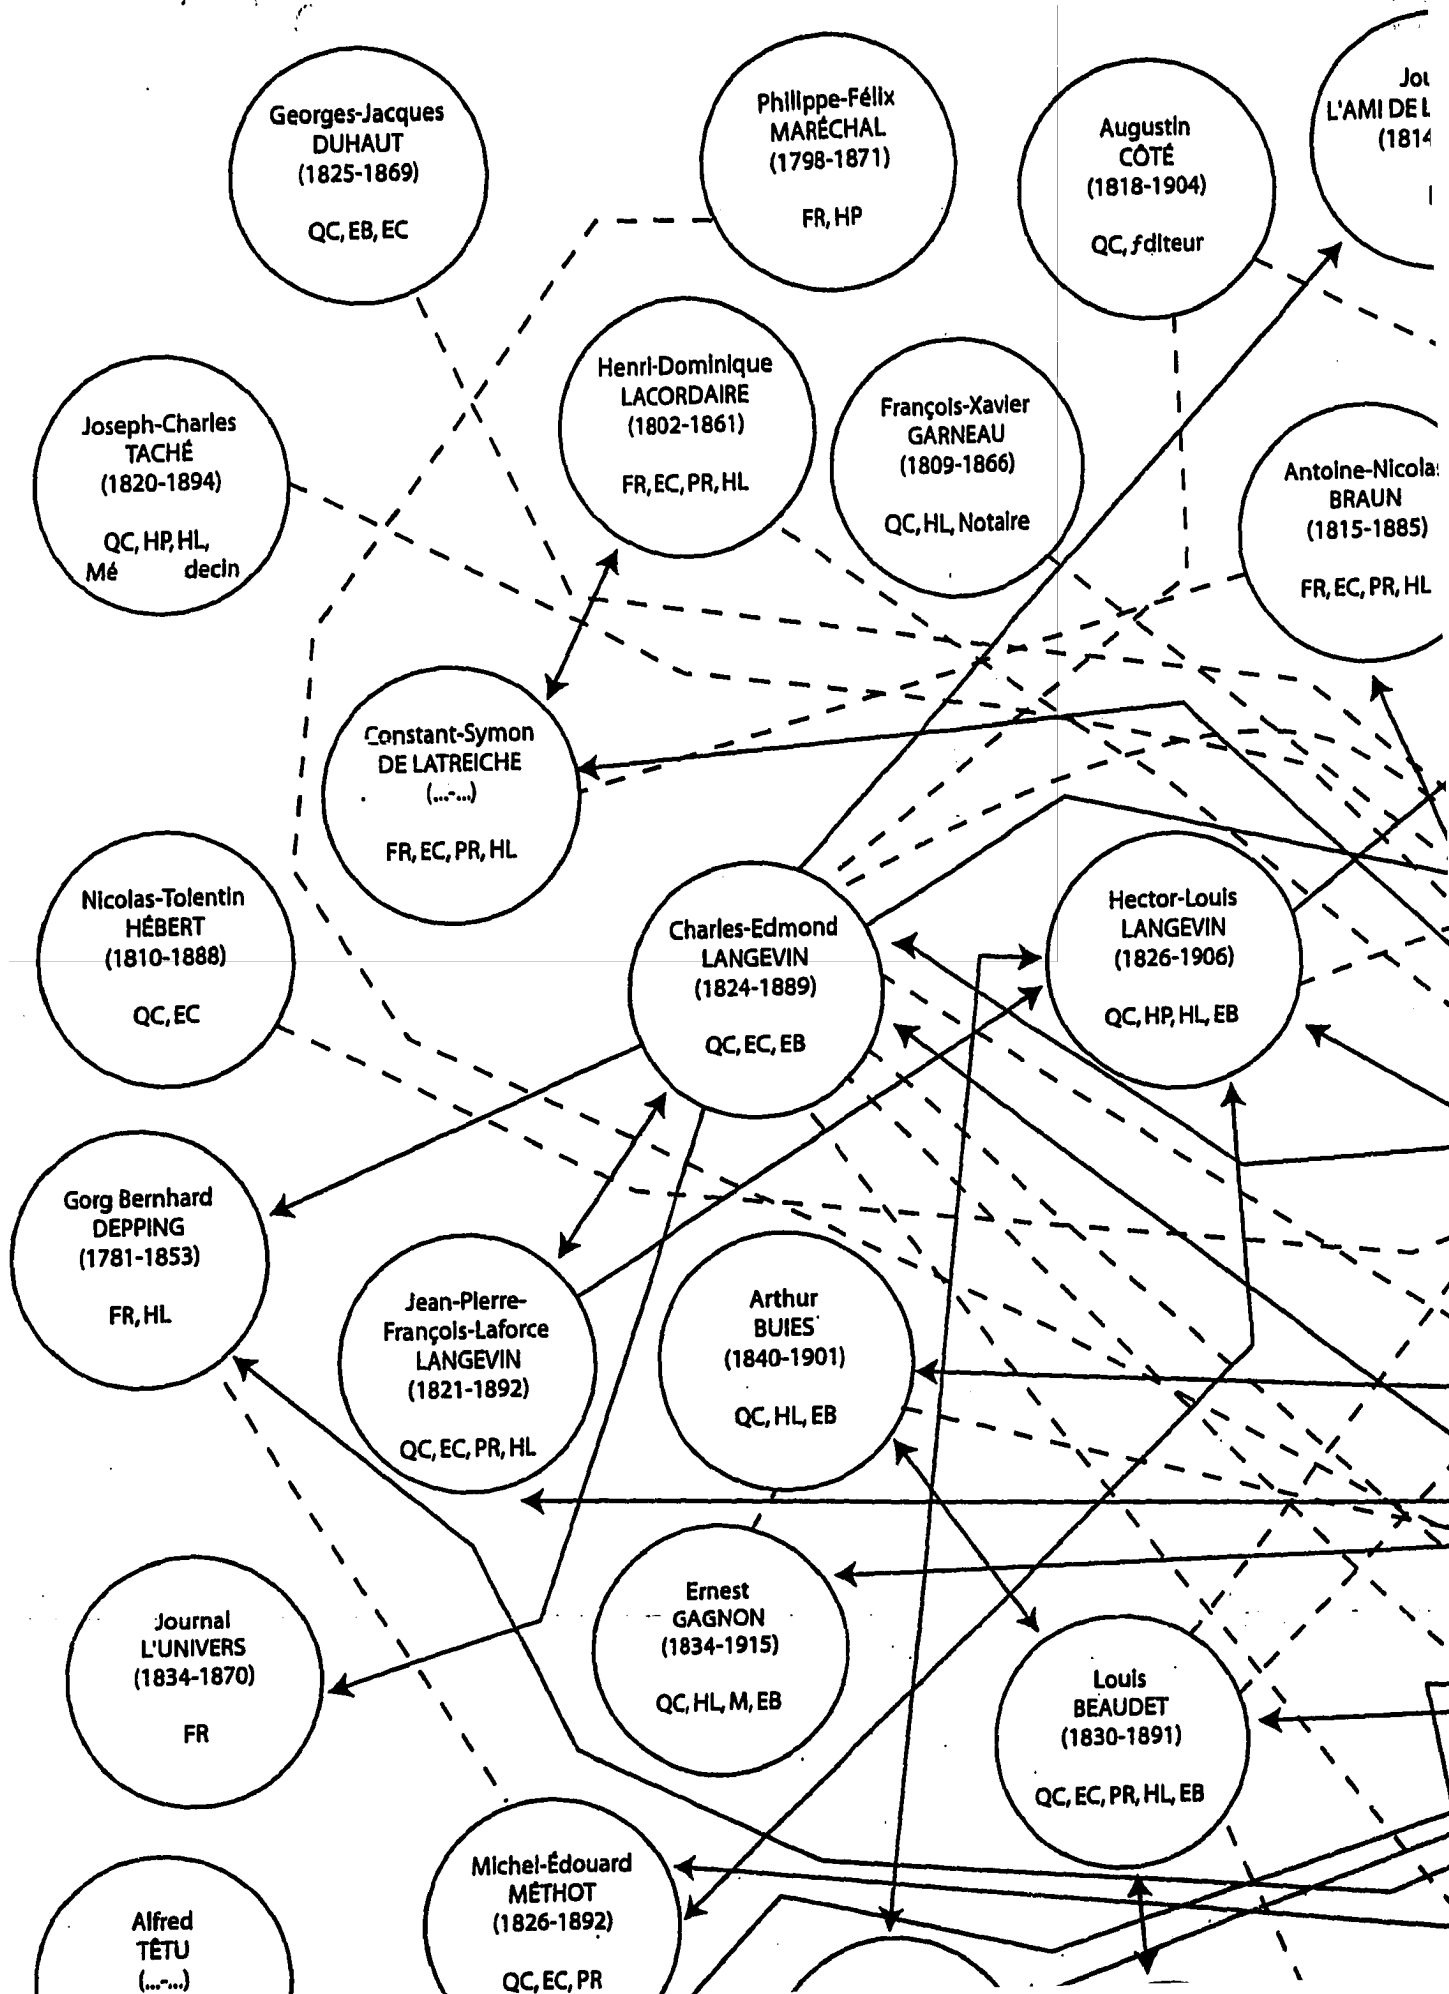 Georges-Jacques
DUHAUT
(1825-1869)
QC, EB, EC
Philippe-Félix
MARÉCHAL
(1798-1871)
FR, HP
Augustin
CÔTÉ
(1818-1904)
QC, ƒditeur
Jou
L'AMI DE L
(1814
Joseph-Charles
TACHÉ
(1820-1894)
QC, HP, HL,
Mé decin
Henri-Dominique
LACORDAIRE
(1802-1861)
FR, EC, PR, HL
François-Xavier
GARNEAU
(1809-1866)
QC, HL, Notaire
Antoine-Nicolas
BRAUN
(1815-1885)
FR, EC, PR, HL
Constant-Symon
DE LATREICHE
(...-...)
FR, EC, PR, HL
Nicolas-Tolentin
HÉBERT
(1810-1888)
QC, EC
Charles-Edmond
LANGEVIN
(1824-1889)
QC, EC, EB
Hector-Louis
LANGEVIN
(1826-1906)
QC, HP, HL, EB
Gorg Bernhard
DEPPING
(1781-1853)
FR, HL
Jean-Pierre-
François-Laforce
LANGEVIN
(1821-1892)
QC, EC, PR, HL
Arthur
BUIES
(1840-1901)
QC, HL, EB
Journal
L'UNIVERS
(1834-1870)
FR
Ernest
GAGNON
(1834-1915)
QC, HL, M, EB
Louis
BEAUDET
(1830-1891)
QC, EC, PR, HL, EB
Michel-Édouard
MÉTHOT
(1826-1892)
QC, EC, PR
Alfred
TÊTU
(...-...)